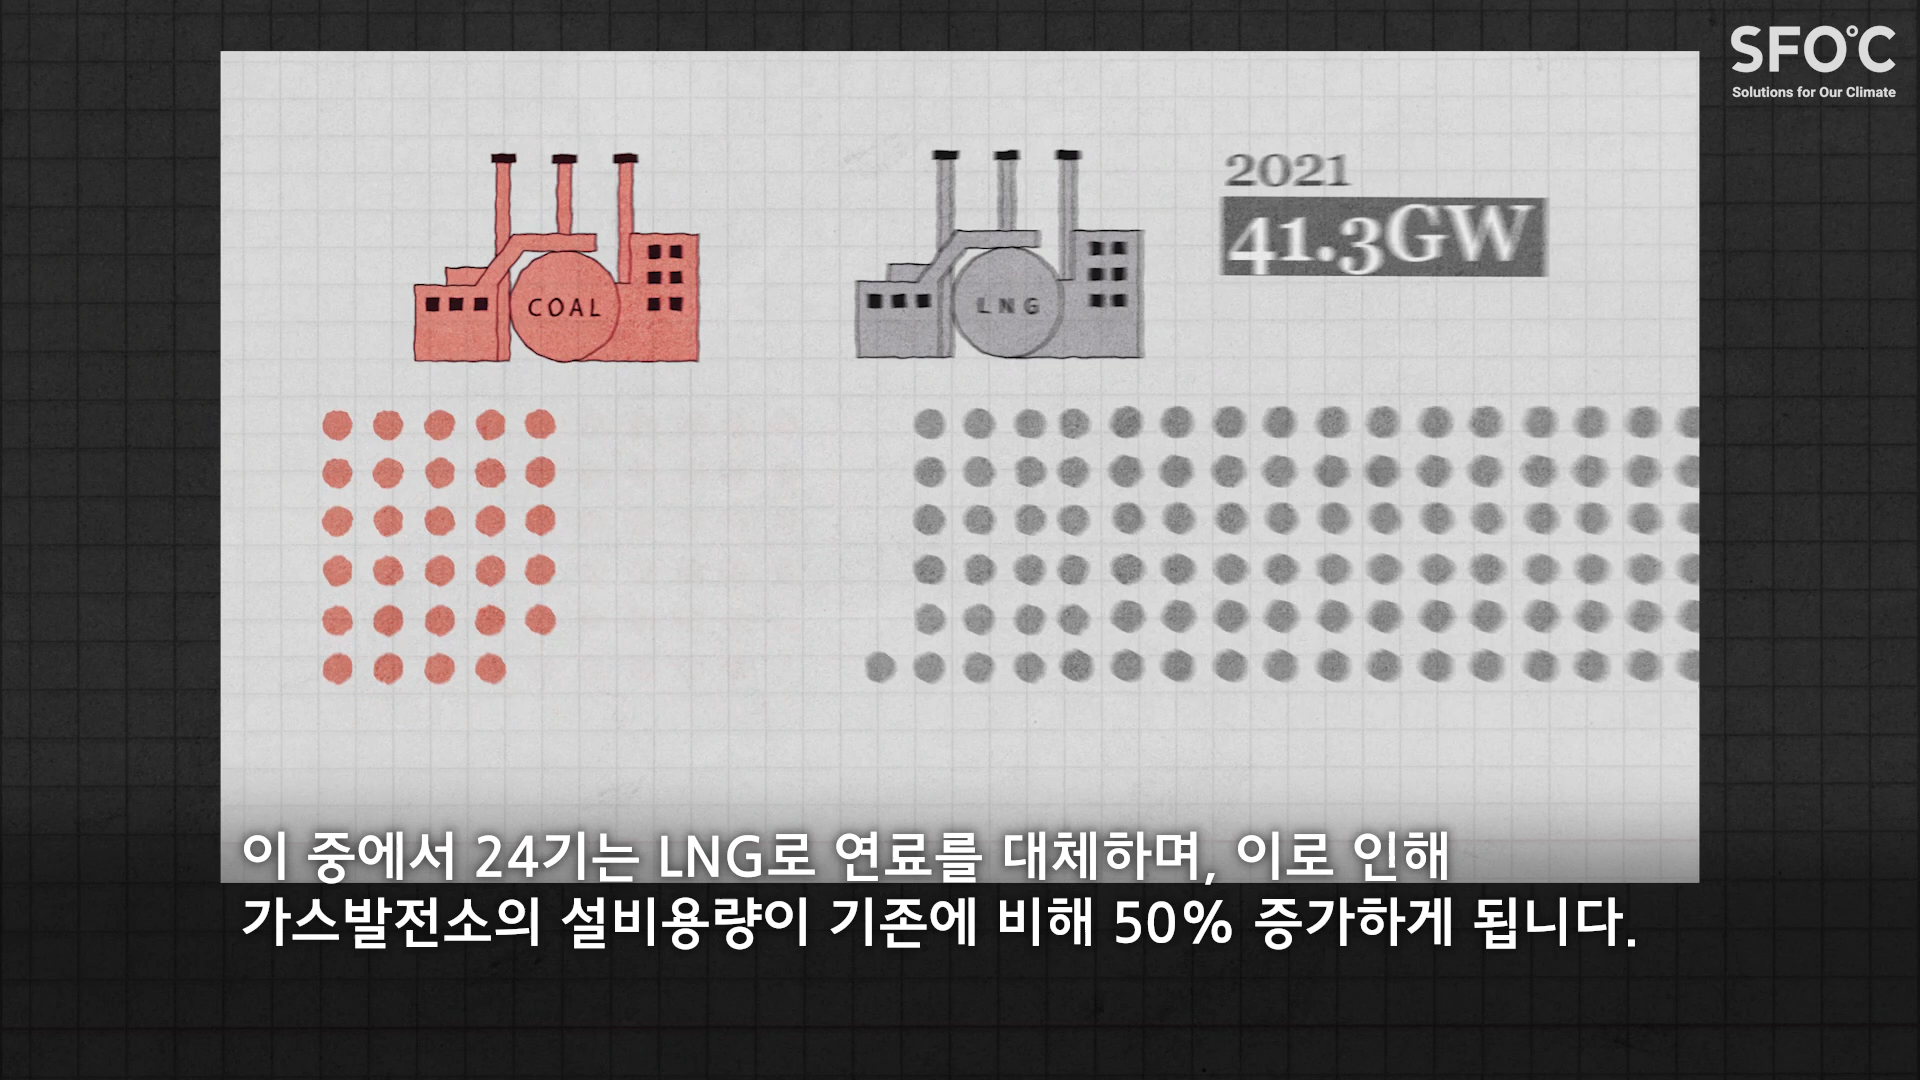 SFO°C
Solutions for Our Climate
2021
41.3GW
COAL
LNG
이 중에서 24기는 LNG로 연료를 대체하며, 이로 인해
가스발전소의 설비용량이 기존에 비해 50% 증가하게 됩니다.